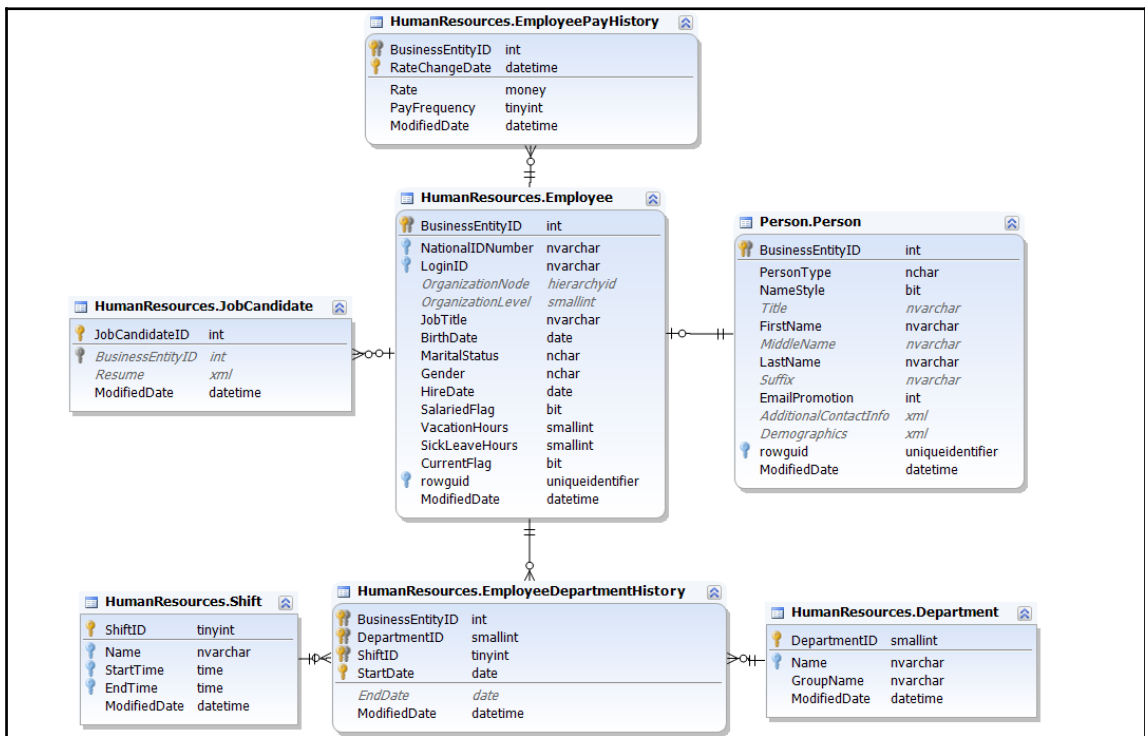 HumanResources.EmployeePayHistory
BusinessEntityID int
RateChangeDate datetime
Rate money
PayFrequency tinyint
ModifiedDate datetime
HumanResources.Employee
BusinessEntityID int
NationalIDNumber nvarchar
LoginID nvarchar
OrganizationNode hierarchyid
OrganizationLevel smallint
JobTitle nvarchar
BirthDate date
MaritalStatus nchar
Gender nchar
HireDate date
SalariedFlag bit
VacationHours smallint
SickLeaveHours smallint
CurrentFlag bit
rowguid uniqueidentifier
ModifiedDate datetime
Person.Person
BusinessEntityID int
PersonType nchar
NameStyle bit
Title nvarchar
FirstName nvarchar
MiddleName nvarchar
LastName nvarchar
Suffix nvarchar
EmailPromotion int
AdditionalContactInfo xml
Demographics xml
rowguid uniqueidentifier
ModifiedDate datetime
HumanResources.JobCandidate
JobCandidateID int
BusinessEntityID int
Resume xml
ModifiedDate datetime
HumanResources.Shift
ShiftID tinyint
Name nvarchar
StartTime time
EndTime time
ModifiedDate datetime
HumanResources.EmployeeDepartmentHistory
BusinessEntityID int
DepartmentID smallint
ShiftID tinyint
StartDate date
EndDate date
ModifiedDate datetime
HumanResources.Department
DepartmentID smallint
Name nvarchar
GroupName nvarchar
ModifiedDate datetime